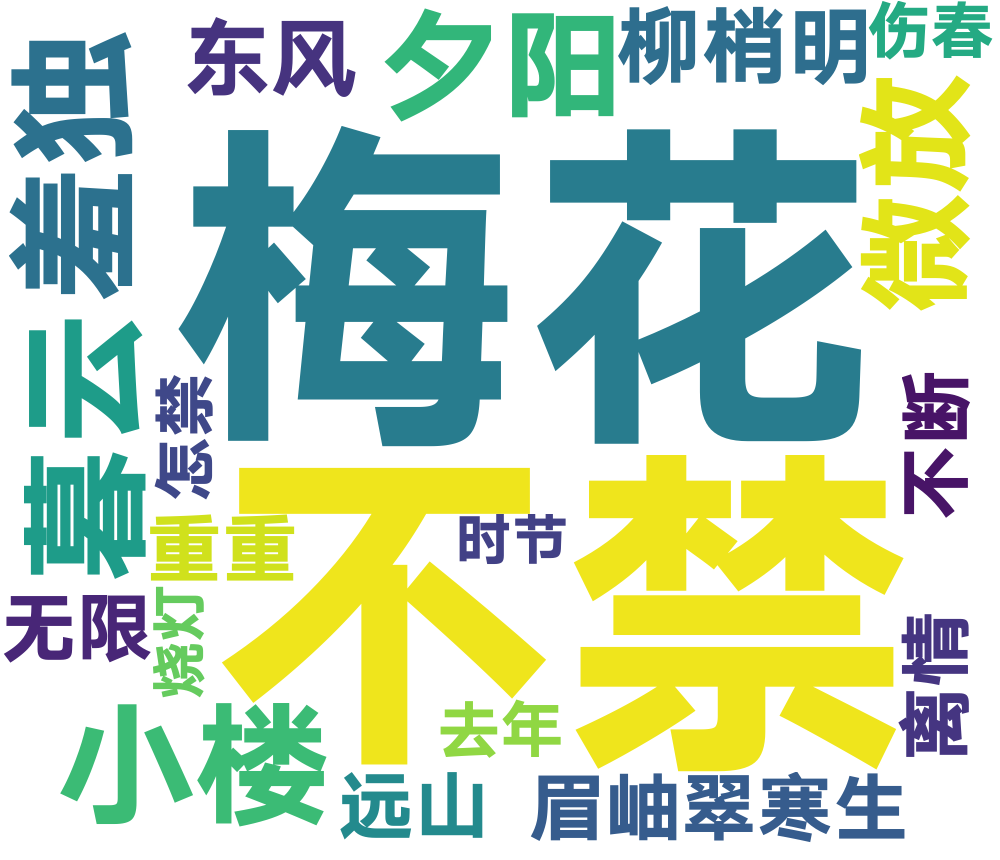 东风
夕阳
柳梢明
伤春
羞独
梅花
微放
暮云
怎禁
不断
不禁
重重
时节
无限
烧灯
离情
小楼
去年
远山
眉岫翠寒生